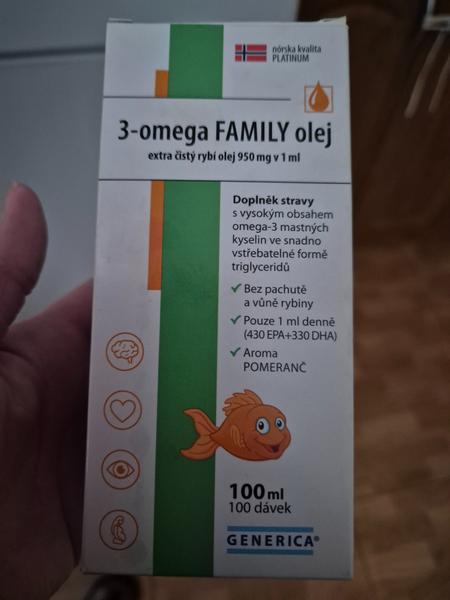 nórska kvalita
PLATINUM
3-omega FAMILY olej
extra čistý rybí olej 950 mg v 1 ml
Doplněk stravy
s vysokým obsahem
omega-3 mastných
kyselin ve snadno
vstřebatelné formě
triglyceridů
Bez pachutě
a vůně rybiny
Pouze 1 ml denně
(430 EPA+330 DHA)
Aroma
POMERANČ
100 ml
100 dávek
GENERICA®